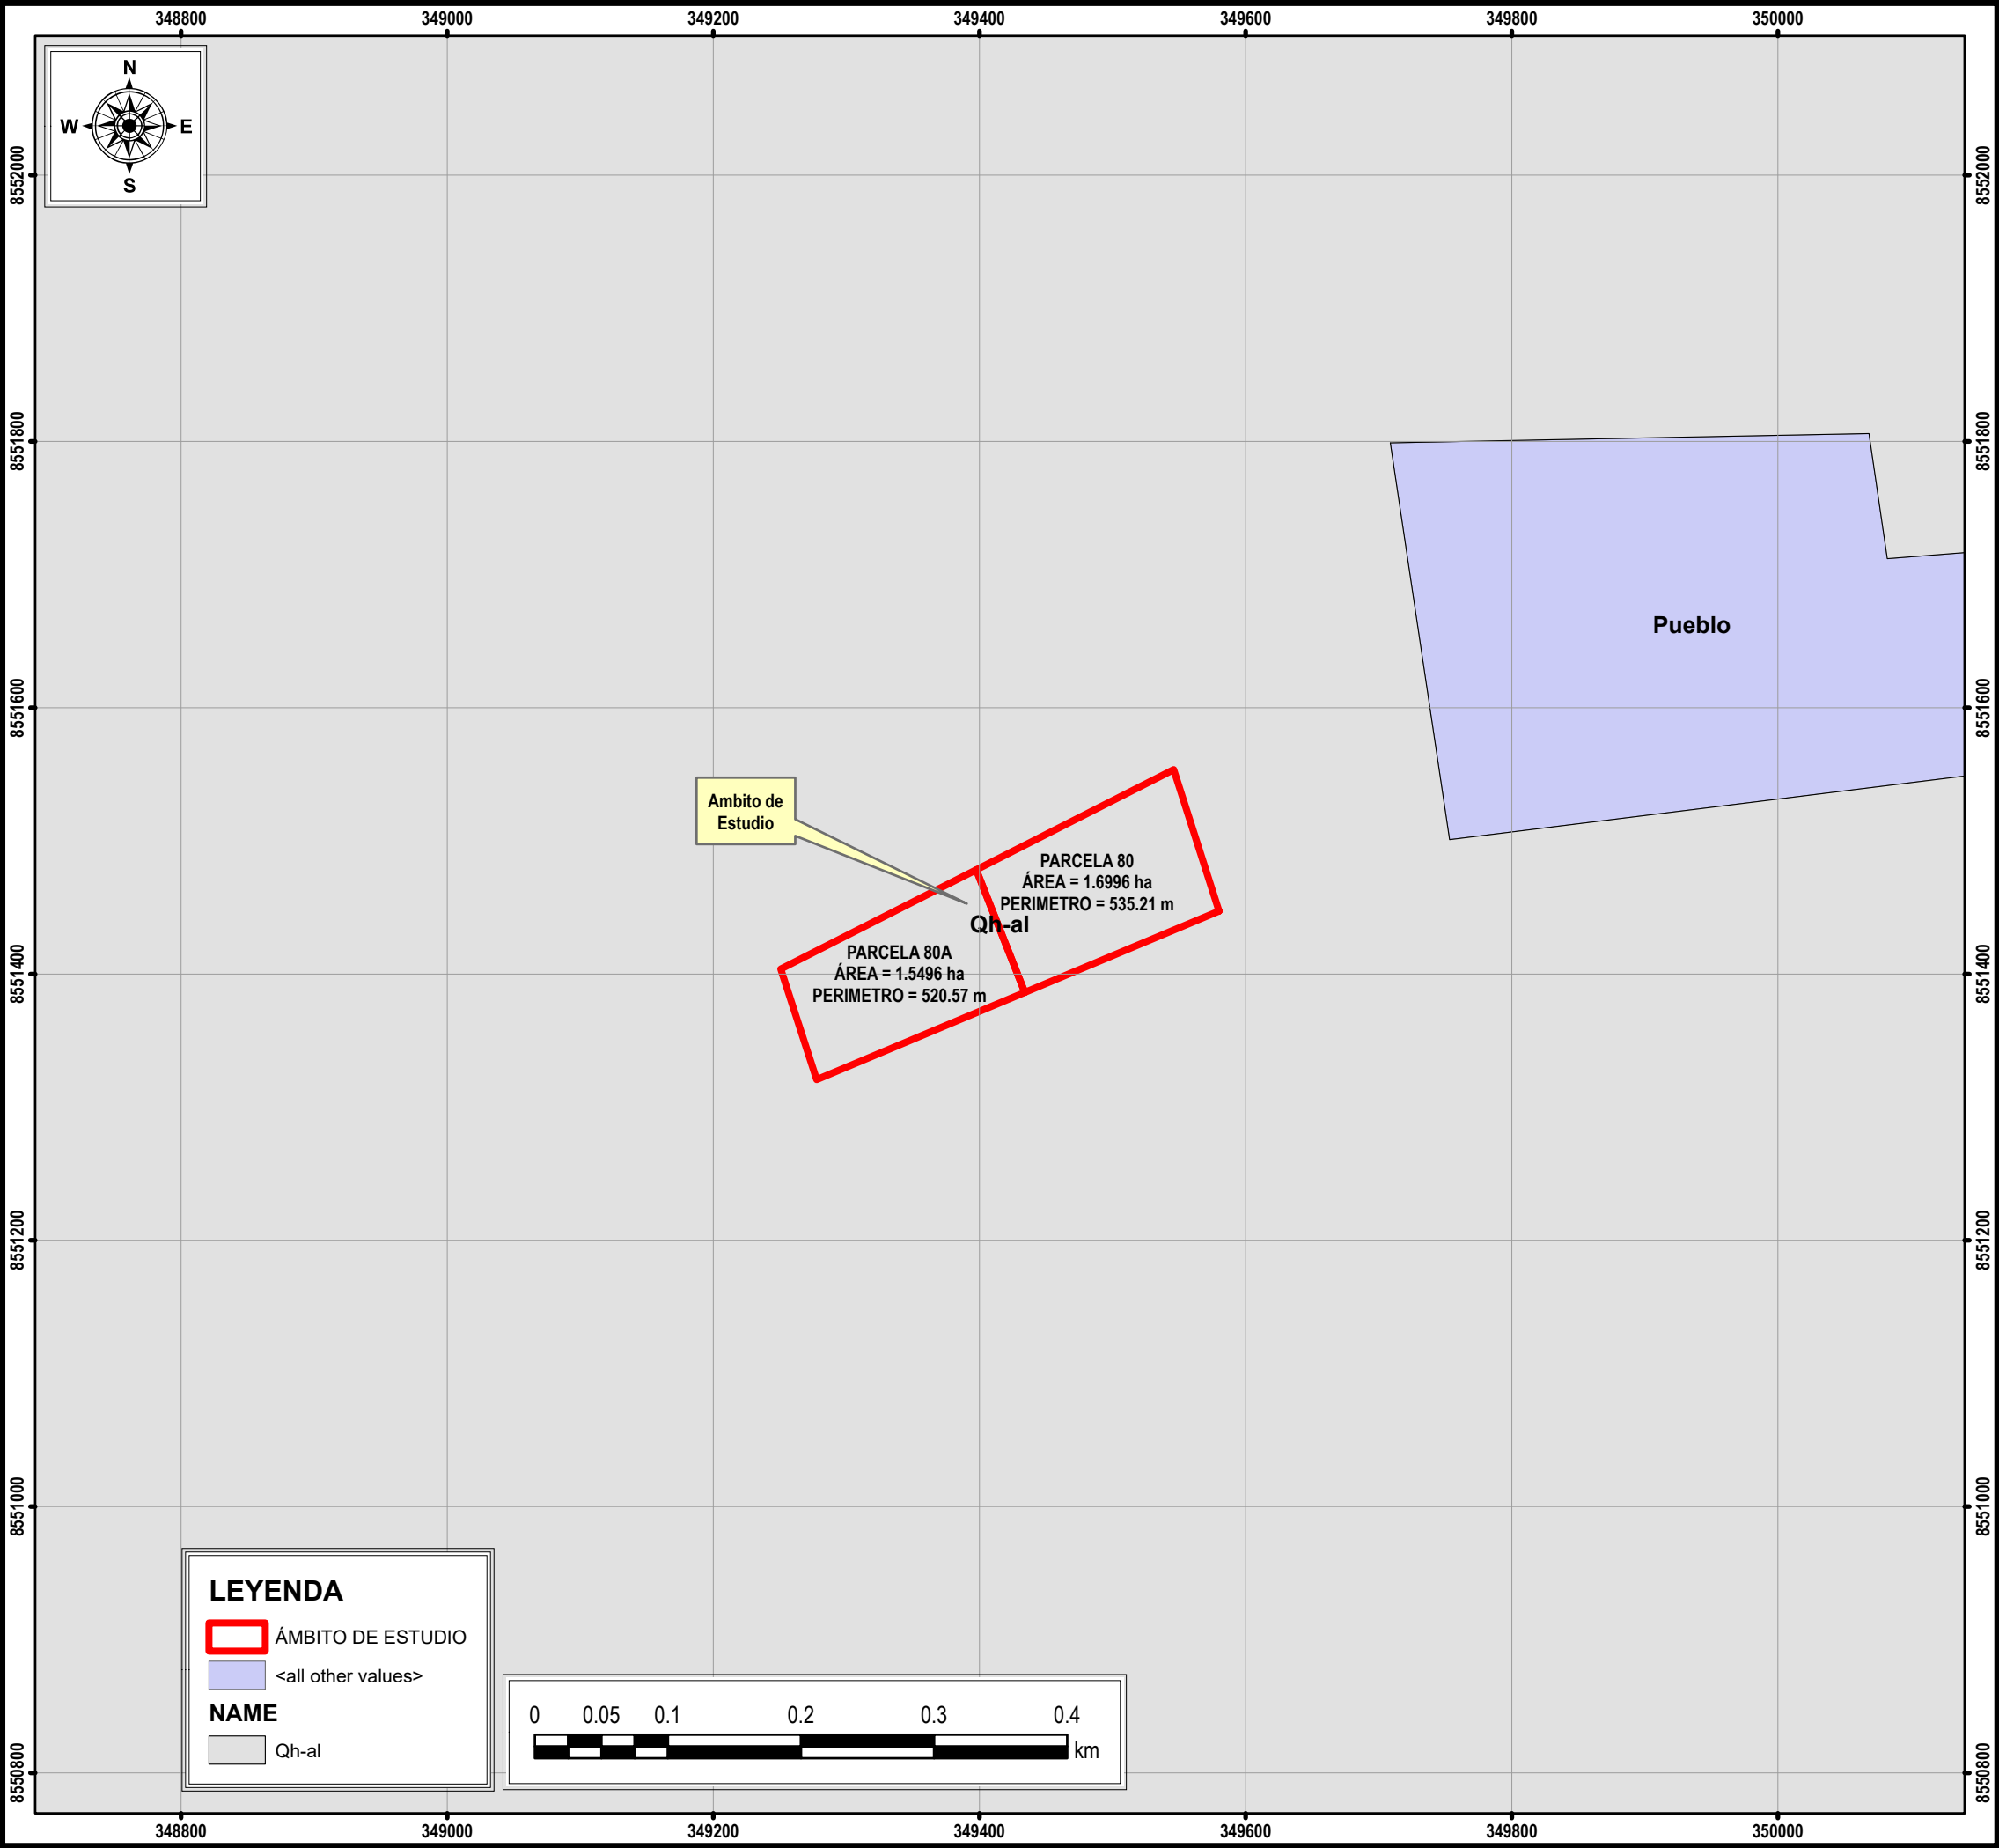 348800 349000 349200 349400 349600 349800 350000
N
W E
S
8552000 8552000
8551800 8551800
Pueblo
8551600 8551600
Ambito de
Estudio
PARCELA 80
ÁREA = 1.6996 ha
PERIMETRO = 535.21 m
Qh-al
PARCELA 80A
ÁREA = 1.5496 ha
PERIMETRO = 520.57 m
8551400 8551400
8551200 8551200
8551000 8551000
LEYENDA
ÁMBITO DE ESTUDIO
<all other values>
NAME
Qh-al
0 0.05 0.1 0.2 0.3 0.4
km
8550800 8550800
348800 349000 349200 349400 349600 349800 350000